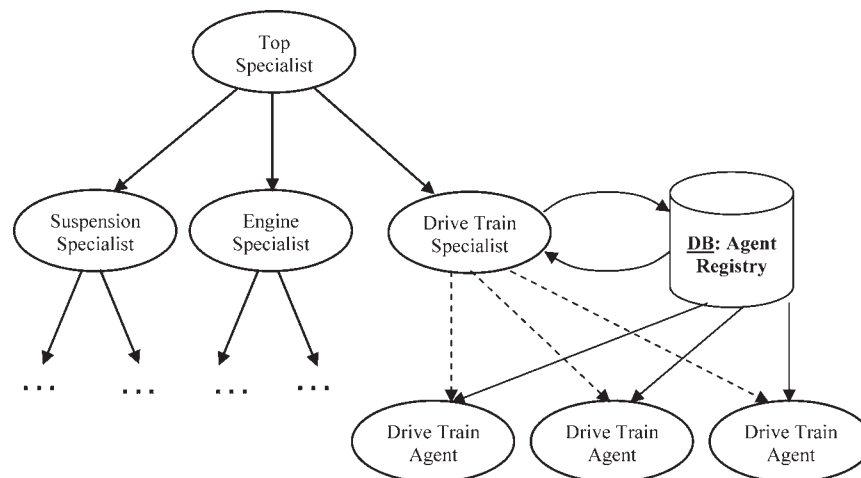 Top
Specialist
Suspension
Specialist
Engine
Specialist
Drive Train
Specialist
DB: Agent
Registry
...
...
...
...
Drive Train
Agent
Drive Train
Agent
Drive Train
Agent